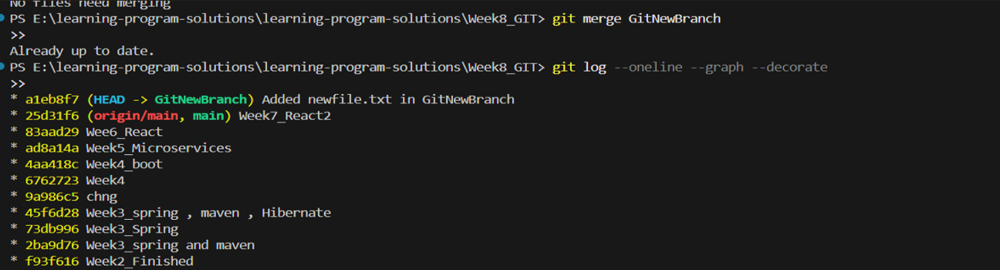 No files need merging
PS E:\learning-program-solutions\learning-program-solutions\Week8_GIT> git merge GitNewBranch
>>
Already up to date.
PS E:\learning-program-solutions\learning-program-solutions\Week8_GIT> git log --oneline --graph --decorate
>>
* a1eb8f7 (HEAD -> GitNewBranch) Added newfile.txt in GitNewBranch
* 25d31f6 (origin/main, main) Week7_React2
* 83aad29 Wee6_React
* ad8a14a Week5_Microservices
* 4aa418c Week4_boot
* 6762723 Week4
* 9a986c5 chng
* 45f6d28 Week3_spring , maven , Hibernate
* 73db996 Week3_Spring
* 2ba9d76 Week3_spring and maven
* f93f616 Week2_Finished